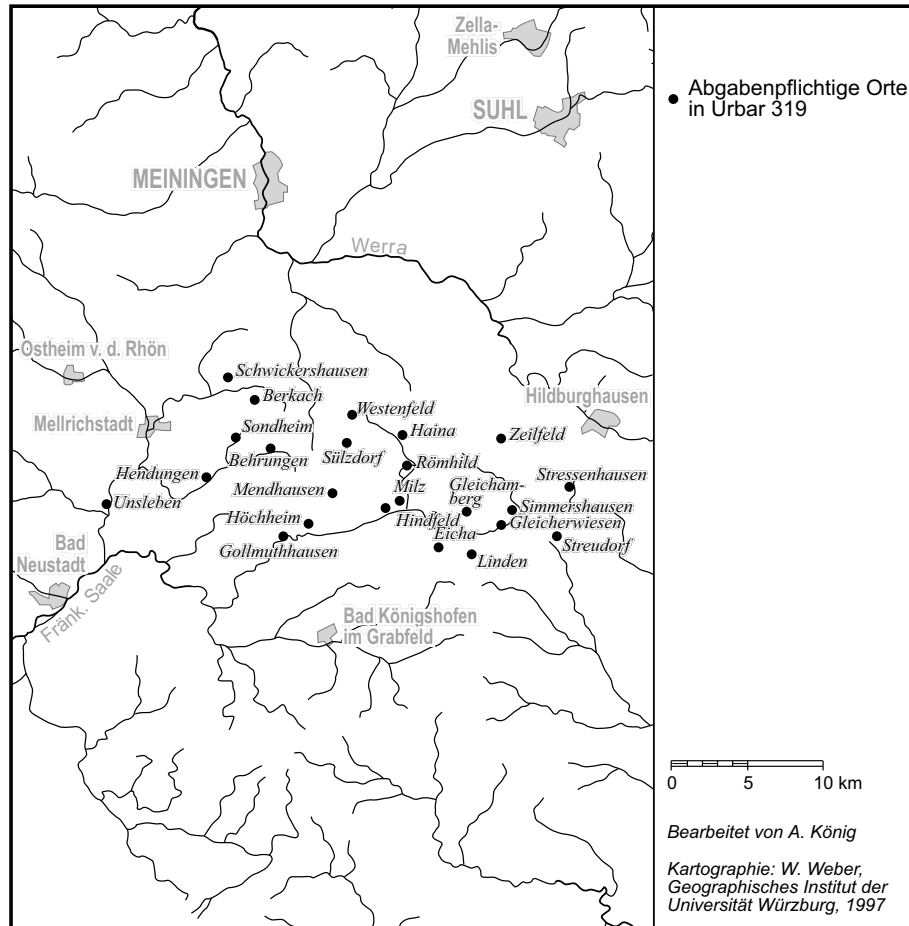 Zella-
Mehlis
SUHL
MEININGEN
Werra
Ostheim v. d. Rhön
Schwickershausen
Berkach
Hildburghausen
Mellrichstadt
Westenfeld
Sondheim
Haina
Zeilfeld
Behrungen
Sülzdorf
Hendungen
Römhild
Stressenhausen
Mendhausen
Milz
Gleicham-
berg
Unsleben
Simmershausen
Höchheim
Hindfeld
Gleicherwiesen
Gollmuthhausen
Eicha
Streudorf
Linden
Bad
Neustadt
Fränk. Saale
Bad Königshofen
im Grabfeld
Abgabenpflichtige Orte
in Urbar 319
0 5 10 km
Bearbeitet von A. König
Kartographie: W. Weber,
Geographisches Institut der
Universität Würzburg, 1997